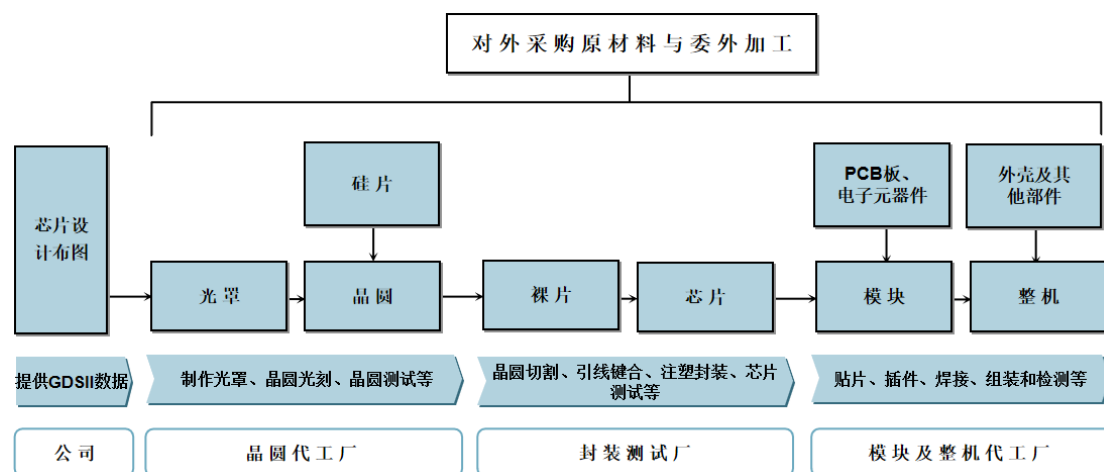 对外采购原材料与委外加工
硅片
PCB板、
电子元器件
外壳及其
他部件
芯片设
计布图
光罩
晶圆
裸片
芯片
模块
整机
提供GDSII数据
制作光罩、晶圆光刻、晶圆测试等
晶圆切割、引线键合、注塑封装、芯片
测试等
贴片、插件、焊接、组装和检测等
公司
晶圆代工厂
封装测试厂
模块及整机代工厂